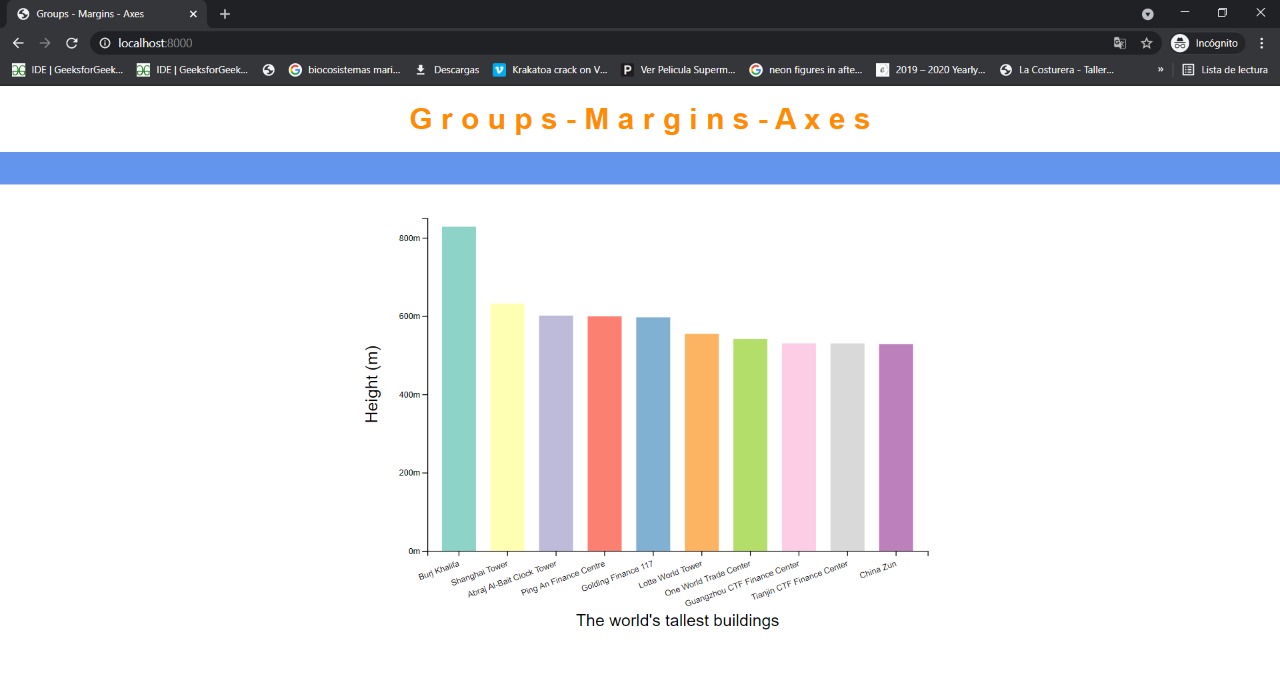 Groups - Margins - Axes
localhost:8000
Incógnito
IDE | GeeksforGeek...
IDE | GeeksforGeek...
biocosistemas mari...
Descargas
Krakatoa crack on V...
Ver Pelicula Superm...
neon figures in afte...
2019 – 2020 Yearly...
La Costurera - Taller...
»
Lista de lectura
Groups-Margins-Axes
800m
600m
400m
200m
0m
Height (m)
Burj Khalifa
Shanghai Tower
Abraj Al-Bait Clock Tower
Ping An Finance Centre
Golding Finance 117
Lotte World Tower
One World Trade Center
Guangzhou CTF Finance Center
Tianjin CTF Finance Center
China Zun
The world's tallest buildings